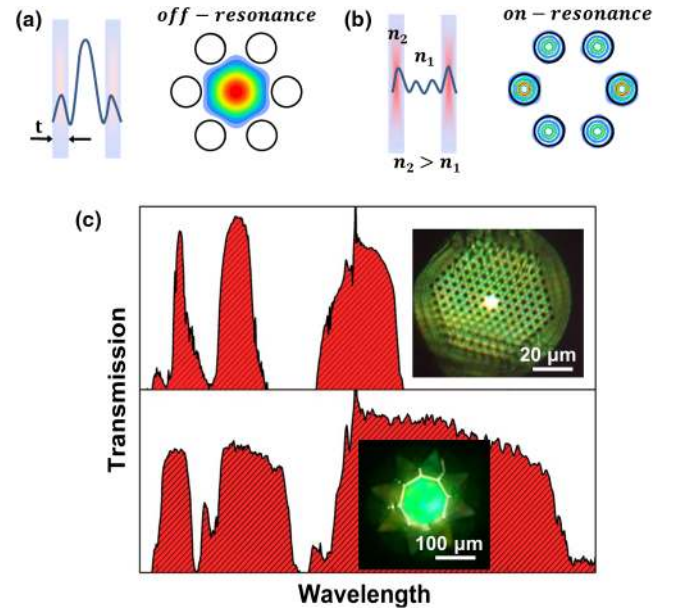 (a)
off − resonance
t
(b)
on − resonance
n₂
n₁
n₂ > n₁
(c)
Transmission
20 μm
100 μm
Wavelength